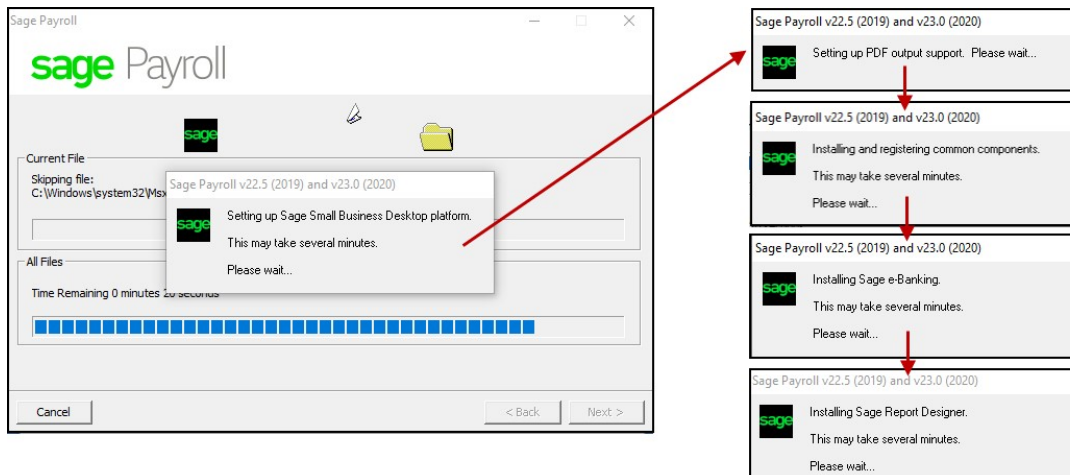 Sage Payroll
sage Payroll
sage
Current File
Skipping file:
C:\Windows\system32\Msx
Sage Payroll v22.5 (2019) and v23.0 (2020)
sage
Setting up Sage Small Business Desktop platform.
This may take several minutes.
Please wait...
All Files
Time Remaining 0 minutes 20 seconds
Cancel
< Back
Next >
Sage Payroll v22.5 (2019) and v23.0 (2020)
sage
Setting up PDF output support. Please wait...
Sage Payroll v22.5 (2019) and v23.0 (2020)
sage
Installing and registering common components.
This may take several minutes.
Please wait...
Sage Payroll v22.5 (2019) and v23.0 (2020)
sage
Installing Sage e-Banking.
This may take several minutes.
Please wait...
Sage Payroll v22.5 (2019) and v23.0 (2020)
sage
Installing Sage Report Designer.
This may take several minutes.
Please wait...